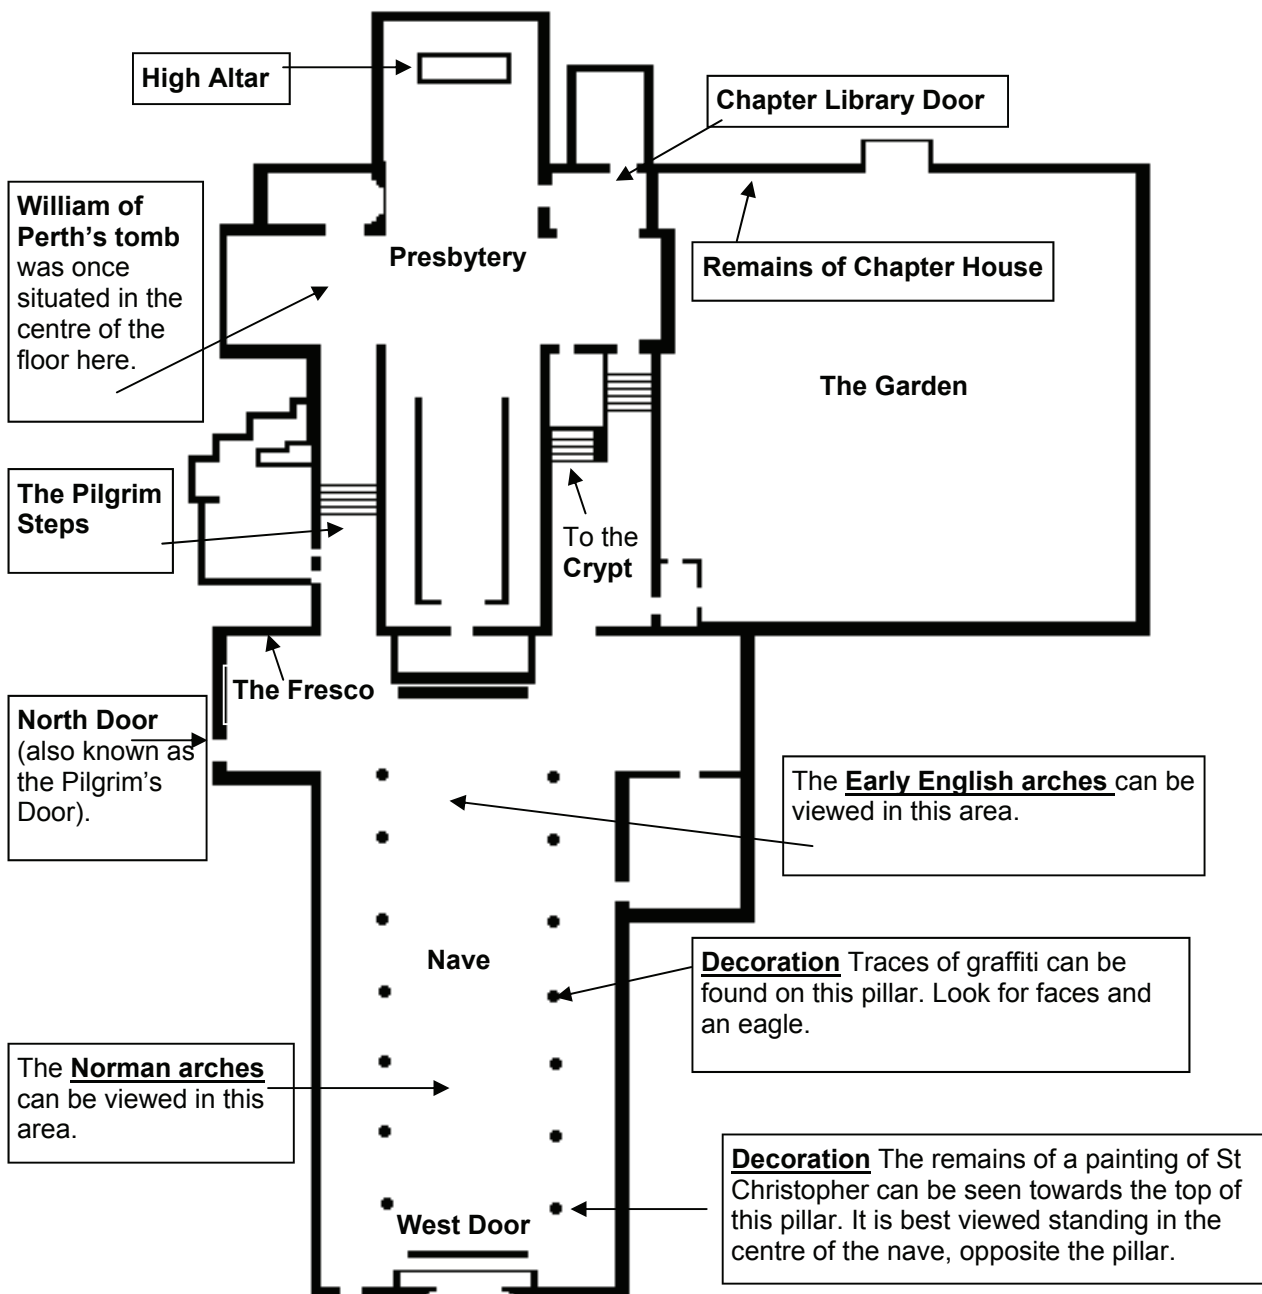 High Altar
Chapter Library Door
William of
Perth's tomb
was once
situated in the
centre of the
floor here.
Presbytery
Remains of Chapter House
The Garden
The Pilgrim
Steps
To the
Crypt
The Fresco
North Door
(also known as
the Pilgrim's
Door).
The Early English arches can be
viewed in this area.
Nave
Decoration Traces of graffiti can be
found on this pillar. Look for faces and
an eagle.
The Norman arches
can be viewed in this
area.
Decoration The remains of a painting of St
Christopher can be seen towards the top of
this pillar. It is best viewed standing in the
centre of the nave, opposite the pillar.
West Door